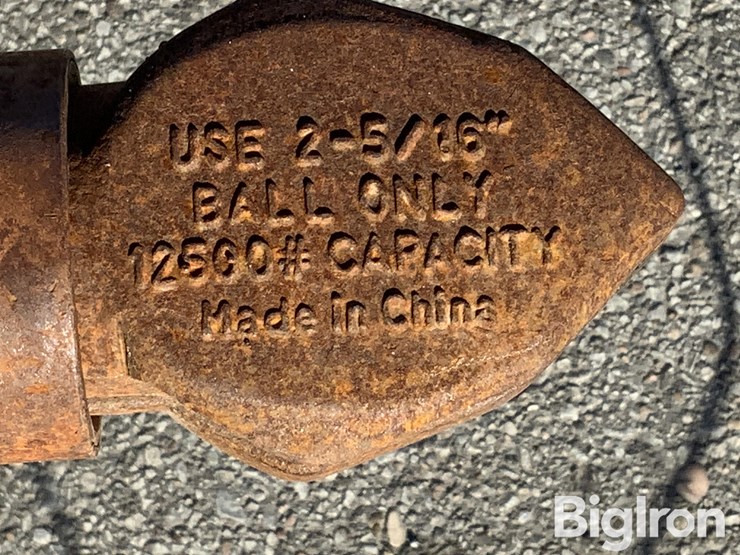 USE 2-5/16"
BALL ONLY
12500# CAPACITY
Made in China
BigIron